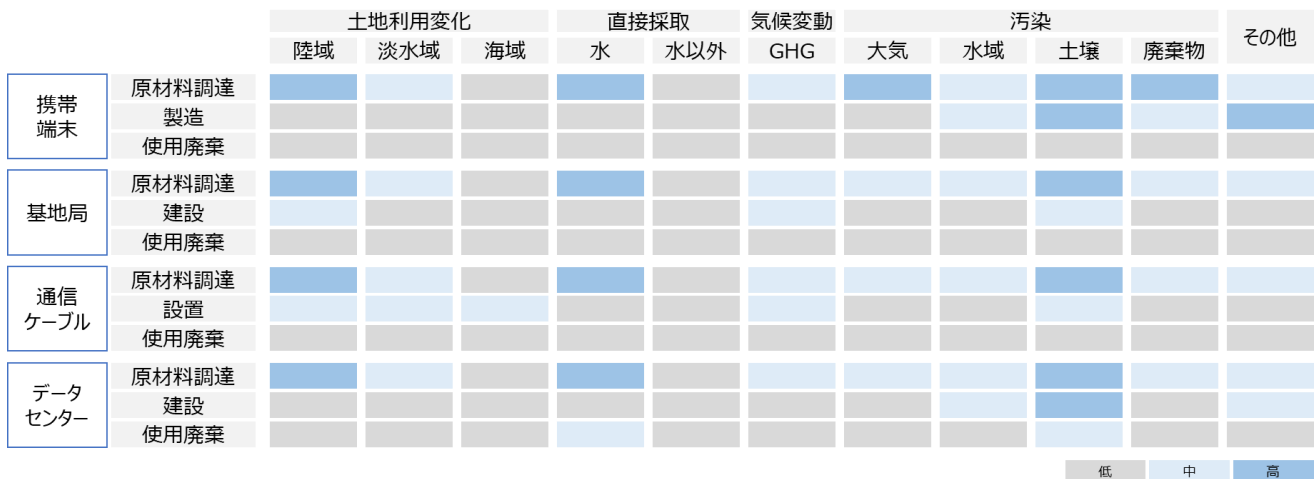 土地利用変化 直接採取 気候変動 汚染 その他
陸域 淡水域 海域 水 水以外 GHG 大気 水域 土壌 廃棄物
携帯
端末
原材料調達
製造
使用廃棄
基地局
原材料調達
建設
使用廃棄
通信
ケーブル
原材料調達
設置
使用廃棄
データ
センター
原材料調達
建設
使用廃棄
低 中 高